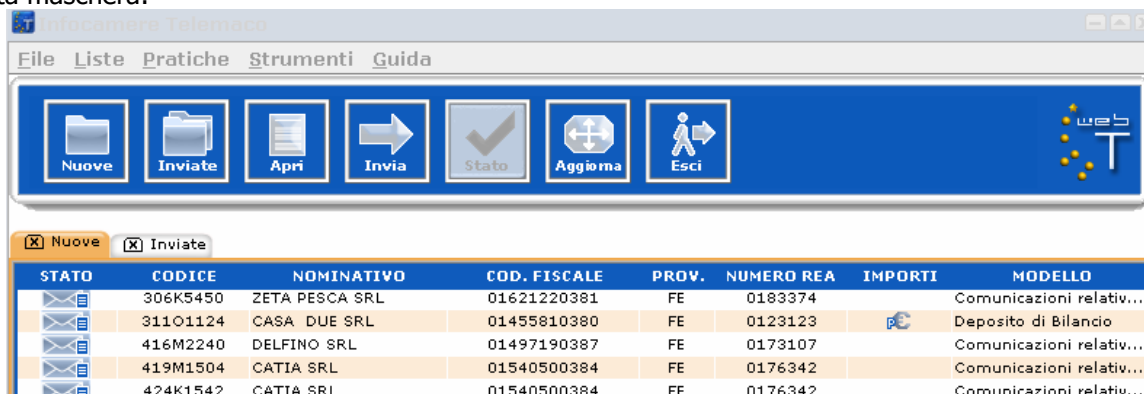 Infocamere Telemaco
File Liste Pratiche Strumenti Guida
Nuove Inviate Apri Invia Stato Aggiorna Esci
web T
Nuove Inviate
STATO CODICE NOMINATIVO COD. FISCALE PROV. NUMERO REA IMPORTI MODELLO
306K5450 ZETA PESCA SRL 01621220381 FE 0183374 Comunicazioni relativ...
311O1124 CASA DUE SRL 01455810380 FE 0123123 Deposito di Bilancio
416M2240 DELFINO SRL 01497190387 FE 0173107 Comunicazioni relativ...
419M1504 CATIA SRL 01540500384 FE 0176342 Comunicazioni relativ...
424K1542 CATIA SRL 01540500384 FE 0176342 Comunicazioni relativ...